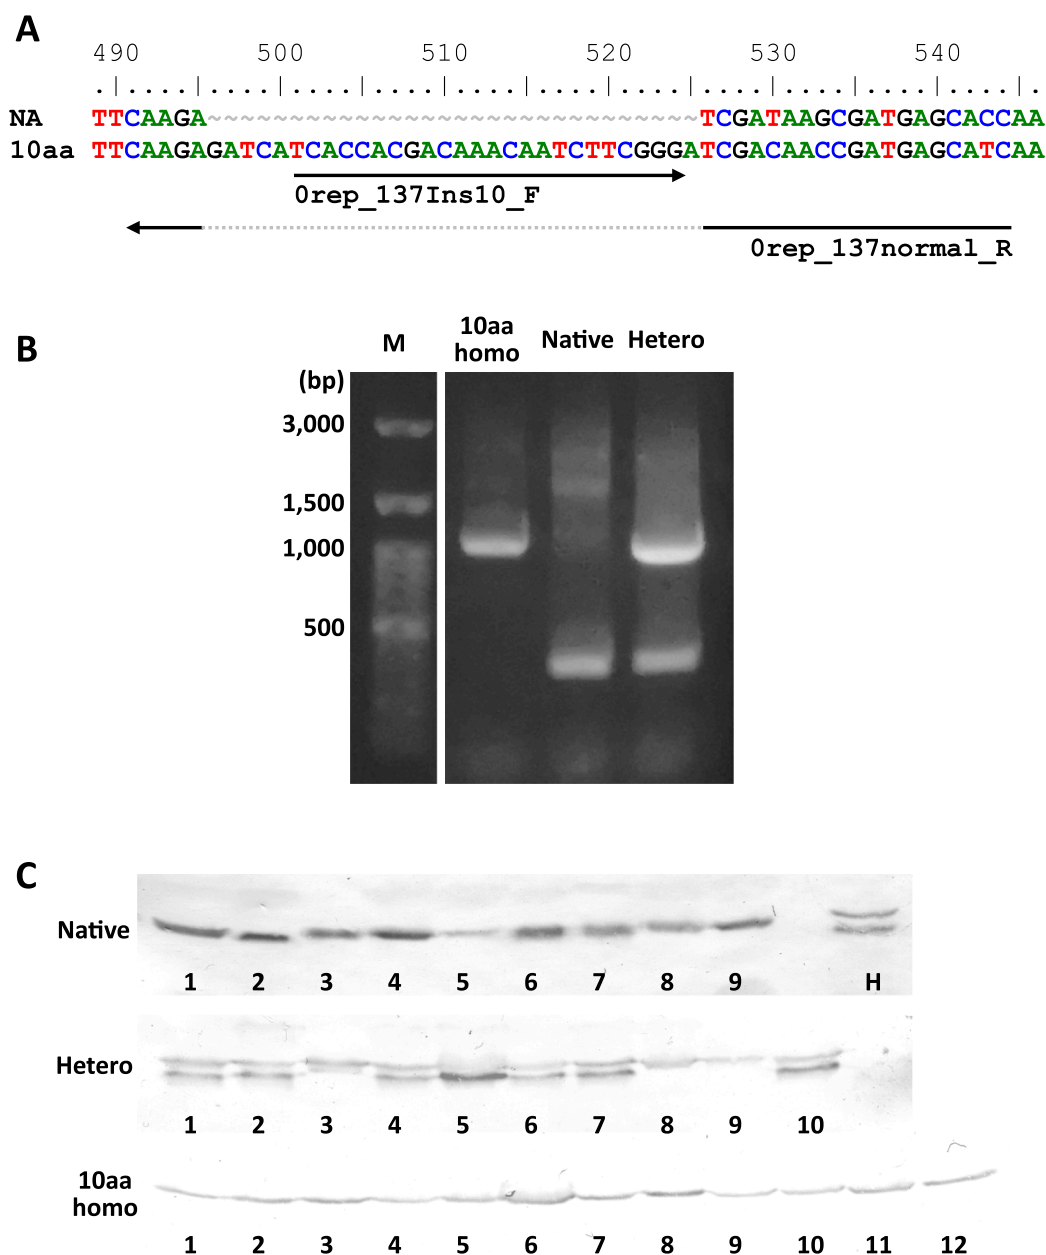 A
490 500 510 520 530 540
NA TTCAAGA~~~~~~~~~~~~~~~~~~~~~~~~~~~~~~TCGATAAGCGATGAGCACCAA
10aa TTCAAGAGATCATCACCACGACAAACAATCTTCGGGATCGACAACCGATGAGCATCAA
0rep_137Ins10_F
0rep_137normal_R
B
M 10aa homo Native Hetero
(bp)
3,000
1,500
1,000
500
C
Native
1 2 3 4 5 6 7 8 9 H
Hetero
1 2 3 4 5 6 7 8 9 10
10aa
homo
1 2 3 4 5 6 7 8 9 10 11 12